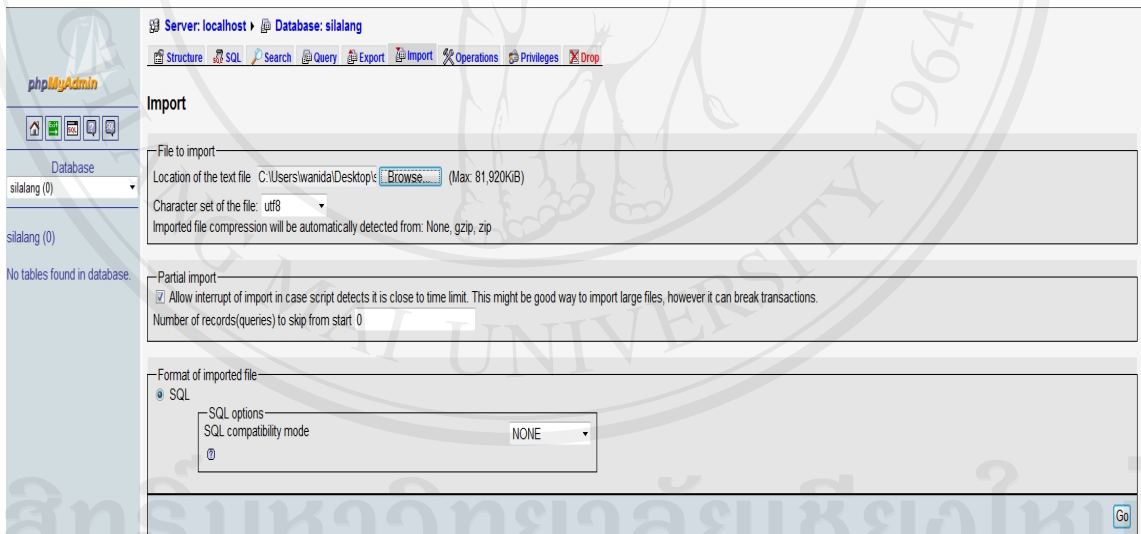 phpMyAdmin
Database
silalang (0)
silalang (0)
No tables found in database.
Server: localhost Database: silalang
Structure SQL Search Query Export Import Operations Privileges Drop
Import
File to import
Location of the text file C:\Users\wanida\Desktop\s Browse... (Max: 81,920KiB)
Character set of the file: utf8
Imported file compression will be automatically detected from: None, gzip, zip
Partial import
Allow interrupt of import in case script detects it is close to time limit. This might be good way to import large files, however it can break transactions.
Number of records(queries) to skip from start 0
Format of imported file
SQL
SQL options
SQL compatibility mode NONE
Go
NG MAI UNIVERSITY 1964